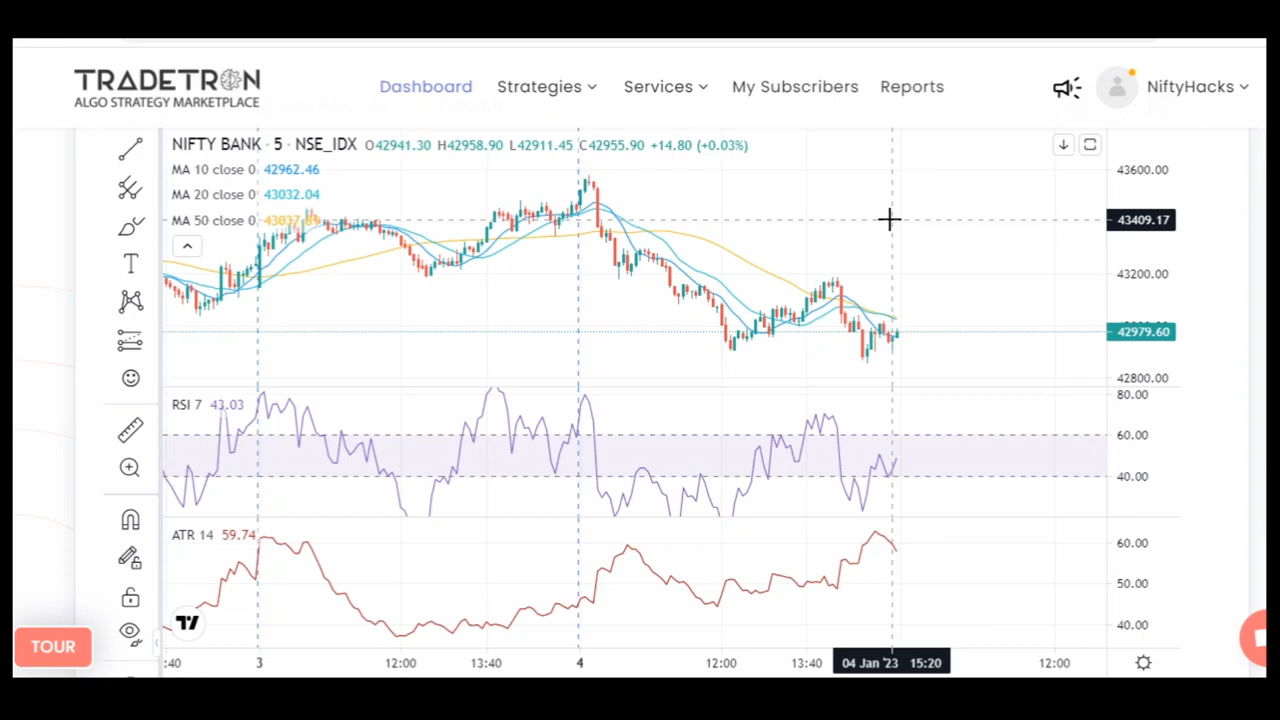 TRADETRON
ALGO STRATEGY MARKETPLACE
Dashboard Strategies Services My Subscribers Reports NiftyHacks
NIFTY BANK · 5 · NSE_IDX O42941.30 H42958.90 L42911.45 C42955.90 +14.80 (+0.03%)
MA 10 close 0 42962.46
MA 20 close 0 43032.04
MA 50 close 0
43600.00
43409.17
43200.00
42979.60
42800.00
RSI 7 43.03
80.00
60.00
40.00
ATR 14 59.74
60.00
50.00
40.00
TOUR
:40 3 12:00 13:40 4 12:00 13:40 04 Jan '23 15:20 12:00